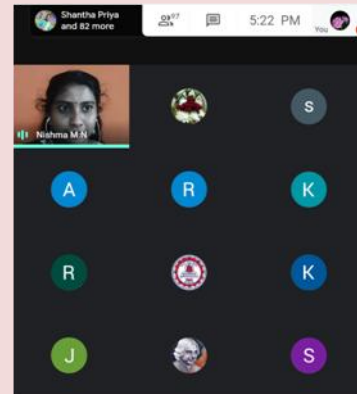 Shantha Priya
and 82 more
97
5:22 PM
You
Nishma M N
S
A
R
K
R
K
J
S